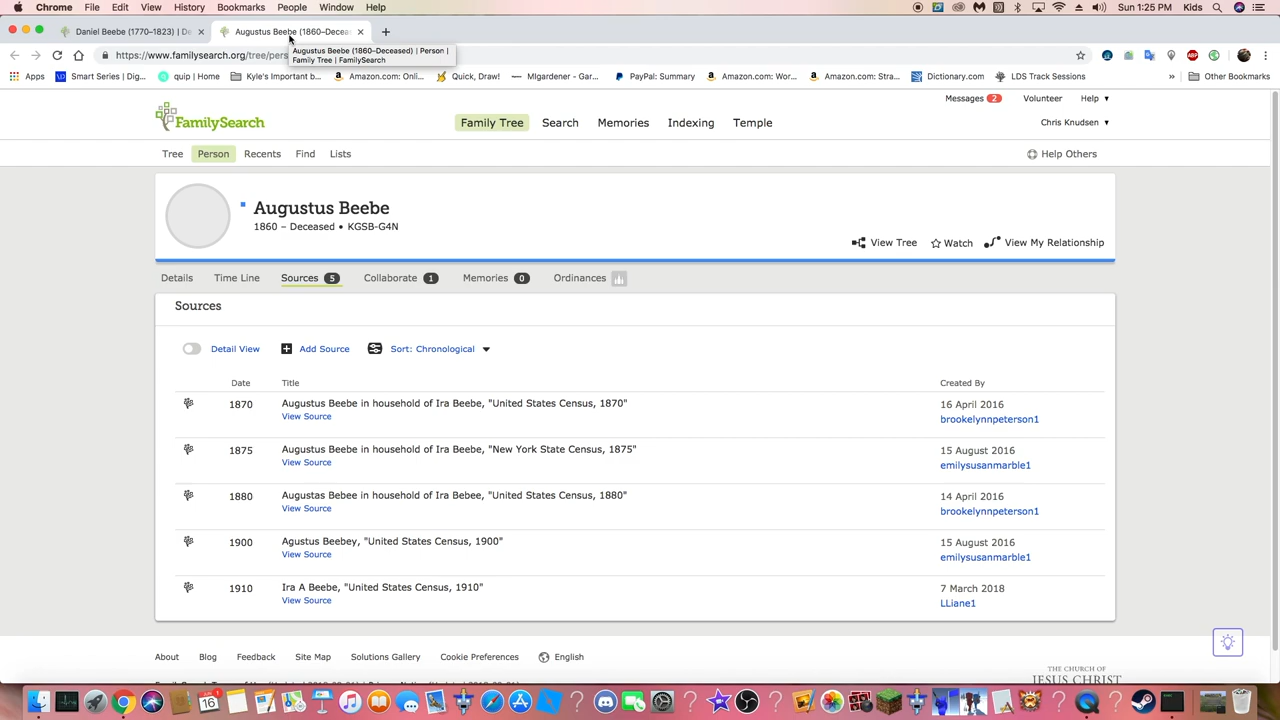 Chrome File Edit View History Bookmarks People Window Help Sun 1:25 PM Kids
Daniel Beebe (1770–1823) | De Augustus Beebe (1860–Decea
https://www.familysearch.org/tree/pers
Augustus Beebe (1860–Deceased) | Person |
Family Tree | FamilySearch
Apps Smart Series | Dig... quip | Home Kyle's Important b... Amazon.com: Onli... Quick, Draw! MIgardener - Gar... PayPal: Summary Amazon.com: Wor... Amazon.com: Stra... Dictionary.com LDS Track Sessions » Other Bookmarks
Messages 2 Volunteer Help
FamilySearch
Family Tree Search Memories Indexing Temple
Chris Knudsen
Tree Person Recents Find Lists Help Others
Augustus Beebe
1860 – Deceased • KGSB-G4N
View Tree Watch View My Relationship
Details Time Line Sources 5 Collaborate 1 Memories 0 Ordinances
Sources
Detail View Add Source Sort: Chronological
Date Title Created By
1870 Augustus Beebe in household of Ira Beebe, "United States Census, 1870" 16 April 2016
View Source brookelynnpeterson1
1875 Augustus Beebe in household of Ira Beebe, "New York State Census, 1875" 15 August 2016
View Source emilysusanmarble1
1880 Augustas Bebee in household of Ira Bebee, "United States Census, 1880" 14 April 2016
View Source brookelynnpeterson1
1900 Agustus Beebey, "United States Census, 1900" 15 August 2016
View Source emilysusanmarble1
1910 Ira A Beebe, "United States Census, 1910" 7 March 2018
View Source LLiane1
About Blog Feedback Site Map Solutions Gallery Cookie Preferences English
THE CHURCH OF
JESUS CHRIST